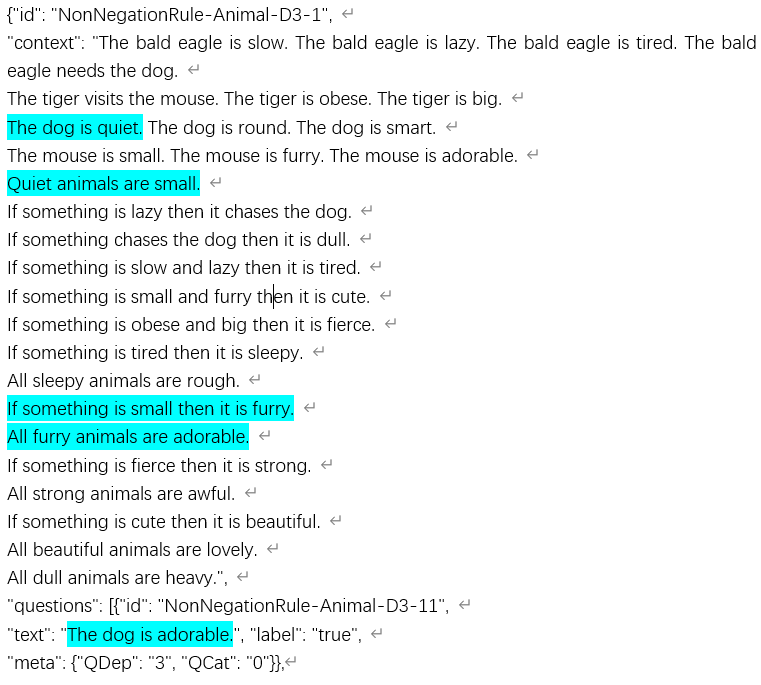 {"id": "NonNegationRule-Animal-D3-1",
"context": "The bald eagle is slow. The bald eagle is lazy. The bald eagle is tired. The bald
eagle needs the dog.
The tiger visits the mouse. The tiger is obese. The tiger is big.
The dog is quiet. The dog is round. The dog is smart.
The mouse is small. The mouse is furry. The mouse is adorable.
Quiet animals are small.
If something is lazy then it chases the dog.
If something chases the dog then it is dull.
If something is slow and lazy then it is tired.
If something is small and furry then it is cute.
If something is obese and big then it is fierce.
If something is tired then it is sleepy.
All sleepy animals are rough.
If something is small then it is furry.
All furry animals are adorable.
If something is fierce then it is strong.
All strong animals are awful.
If something is cute then it is beautiful.
All beautiful animals are lovely.
All dull animals are heavy.",
"questions": [{"id": "NonNegationRule-Animal-D3-11",
"text": "The dog is adorable.", "label": "true",
"meta": {"QDep": "3", "QCat": "0"}},